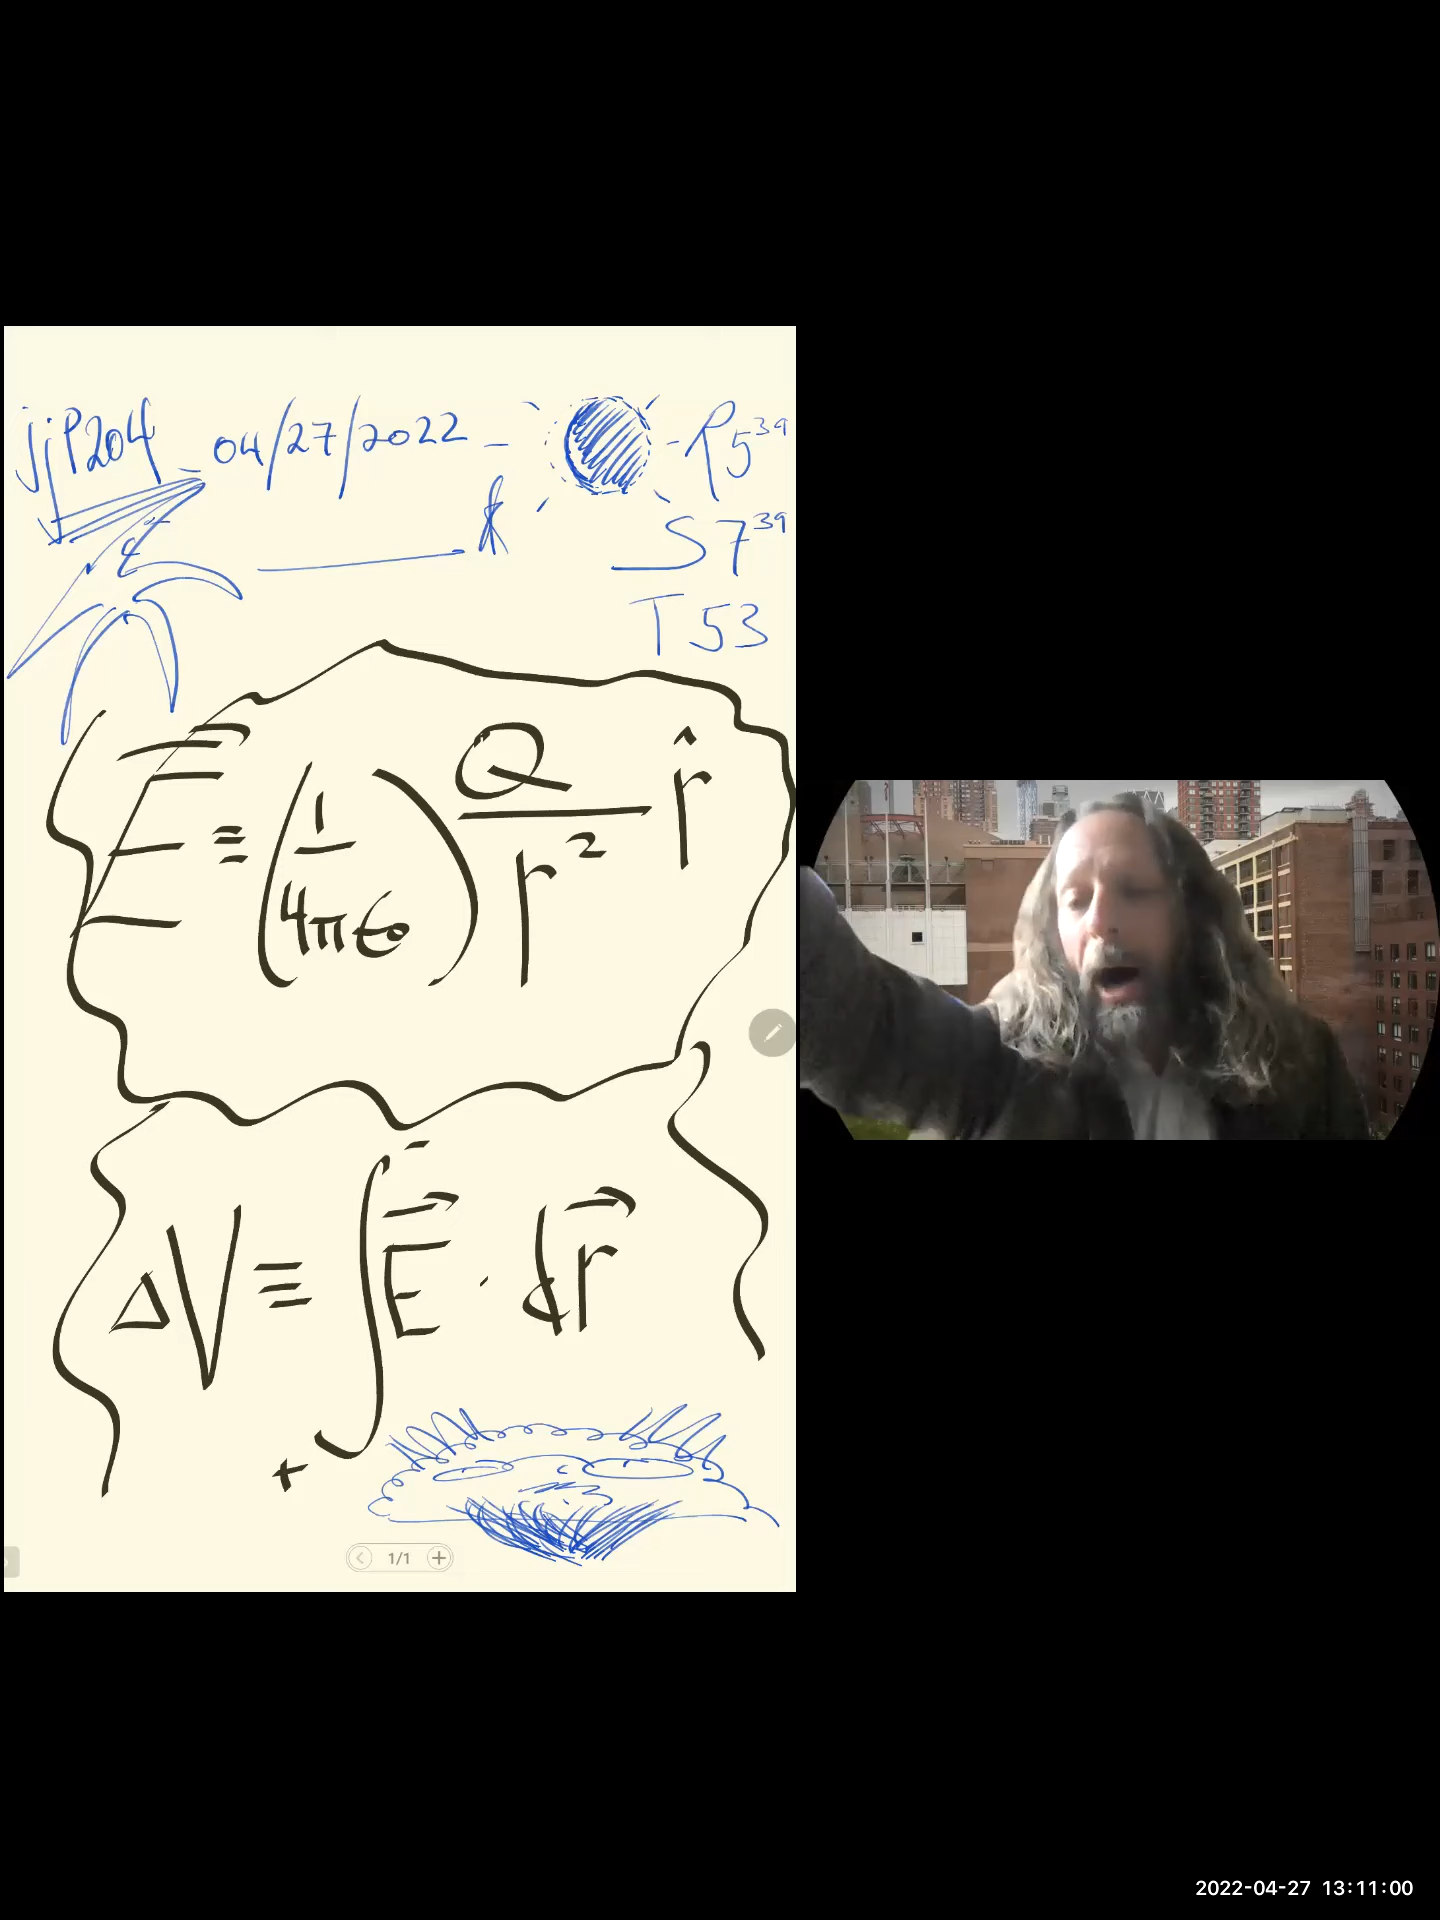 jjP204 - 04/27/2022 - R5³⁹
S7³⁹
T53
E⃗ = (1/4πε₀) Q/r² r̂
ΔV ≡ ∫₊⁻ E⃗ · dr⃗
1/1
2022-04-27 13:11:00